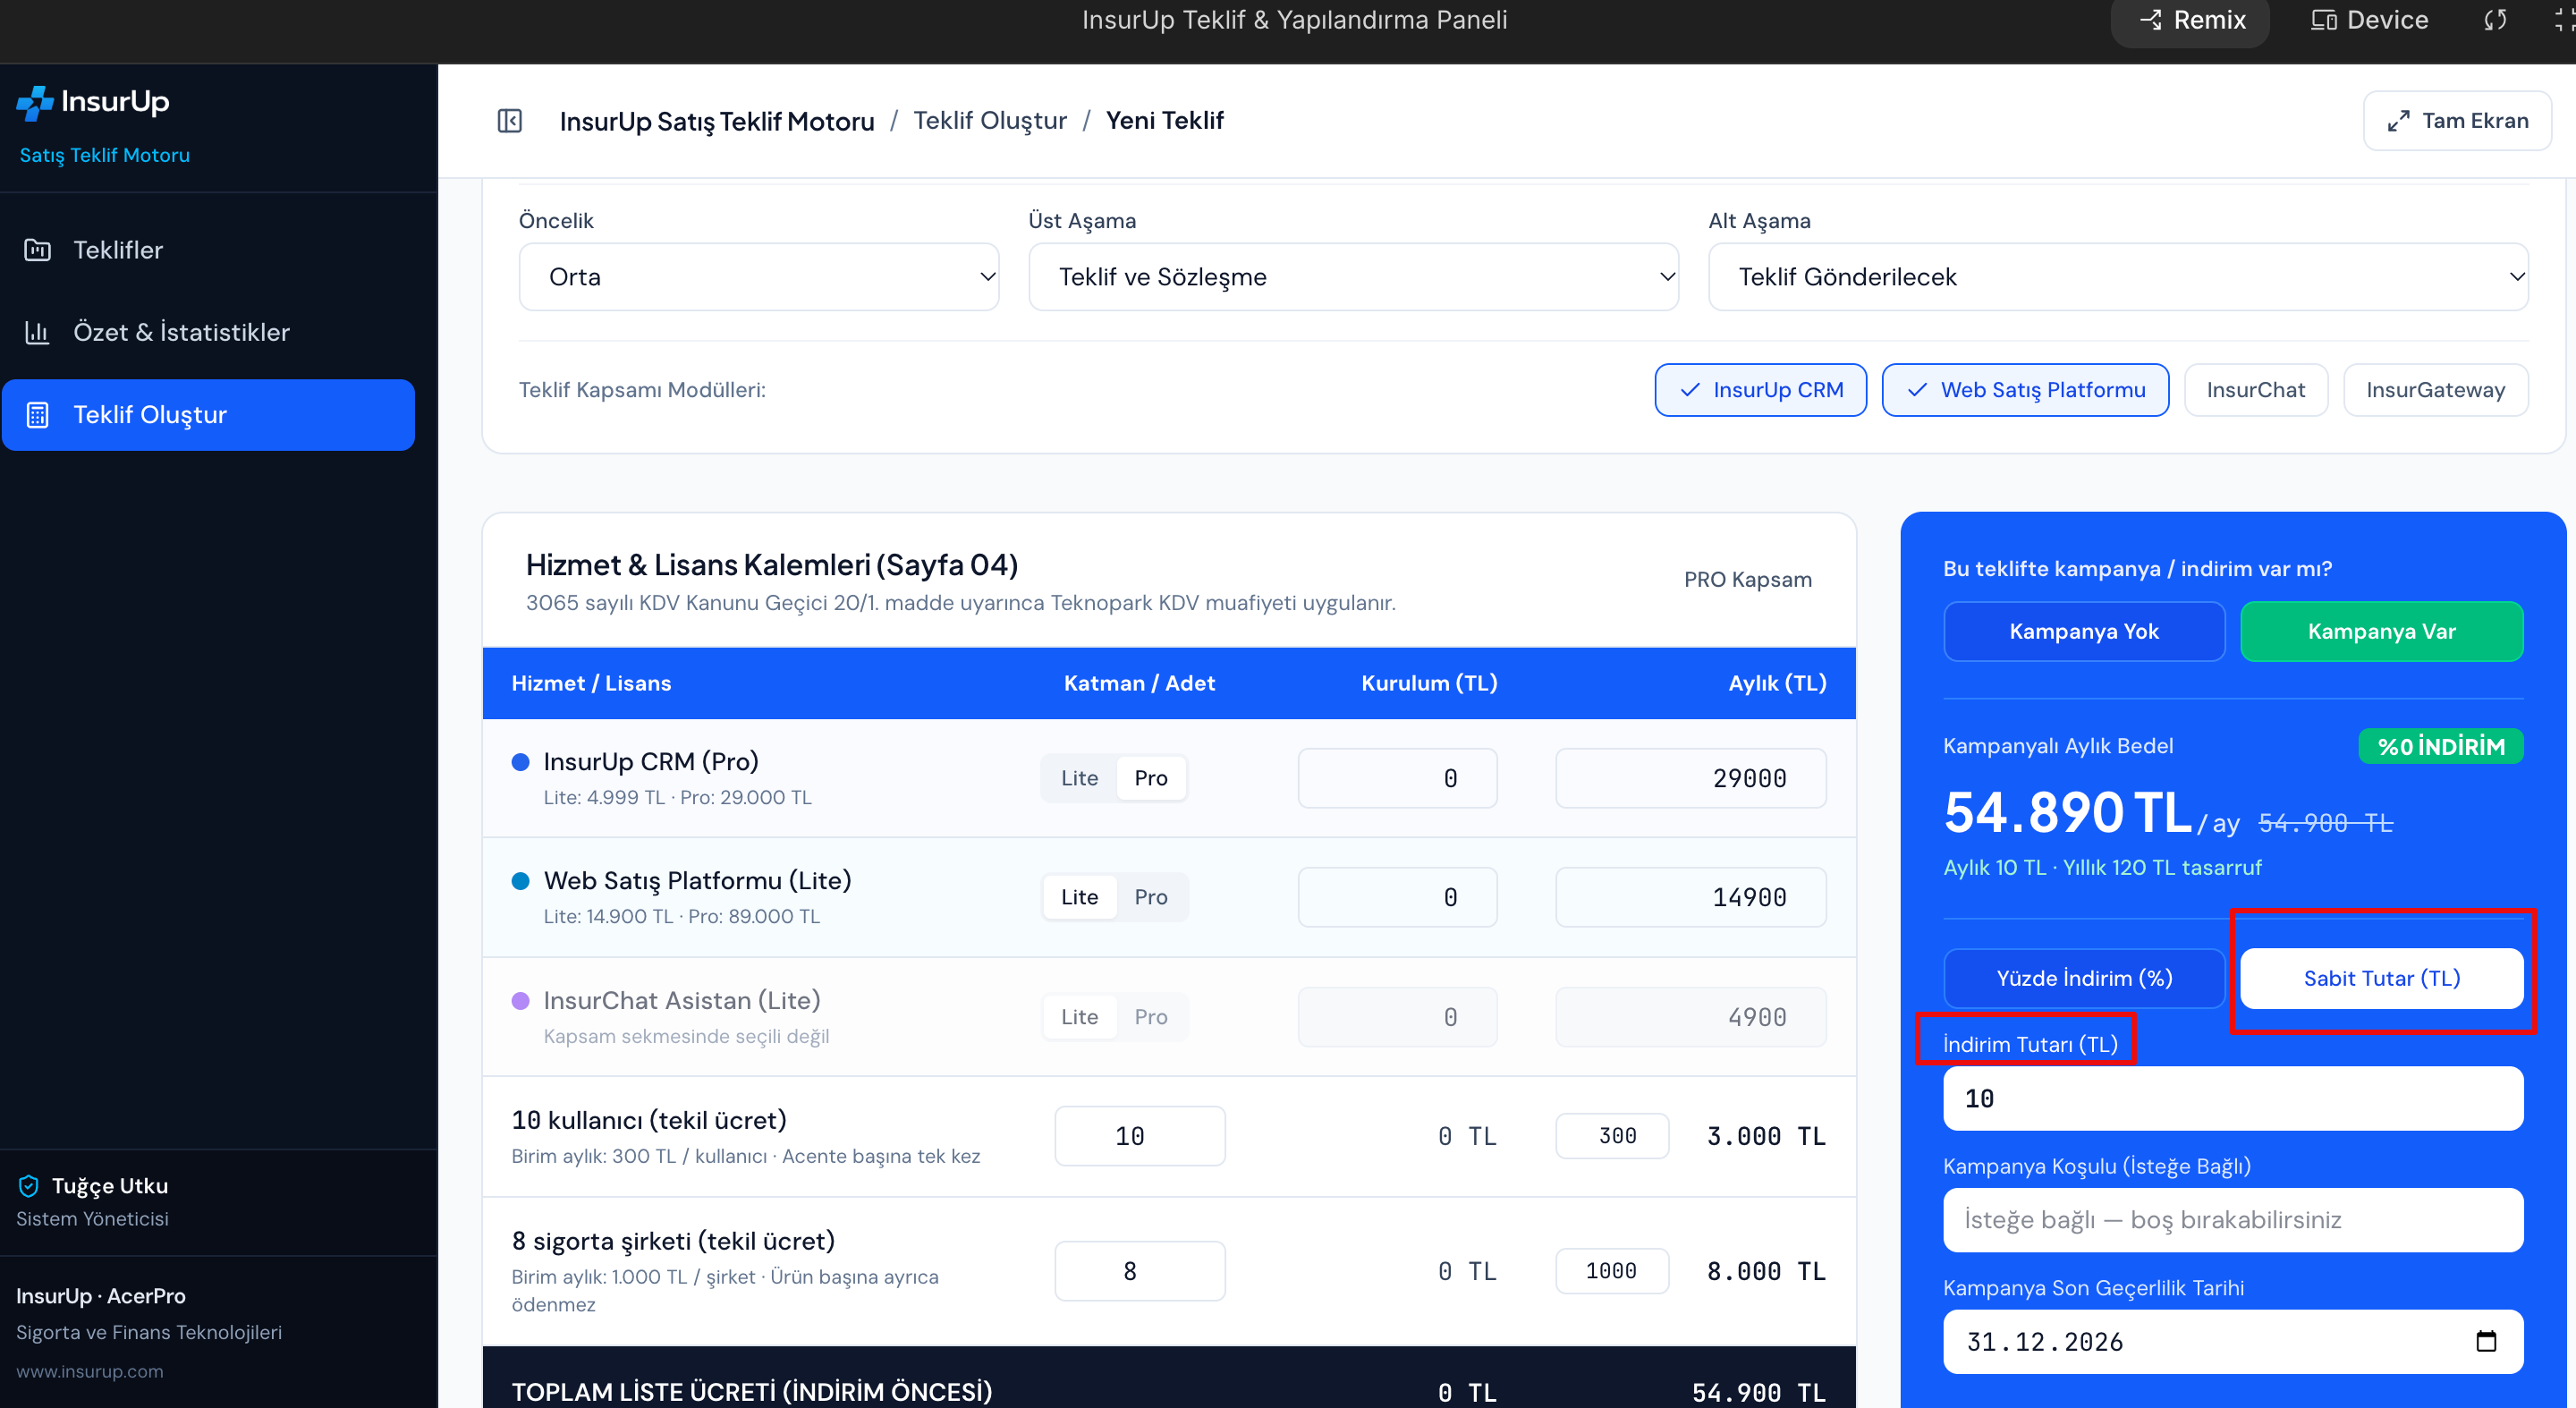 InsurUp Teklif & Yapılandırma Paneli
Remix
Device
InsurUp
Satış Teklif Motoru
InsurUp Satış Teklif Motoru / Teklif Oluştur / Yeni Teklif
Tam Ekran
Teklifler
Özet & İstatistikler
Teklif Oluştur
Tuğçe Utku
Sistem Yöneticisi
InsurUp · AcerPro
Sigorta ve Finans Teknolojileri
www.insurup.com
Öncelik
Üst Aşama
Alt Aşama
Orta
Teklif ve Sözleşme
Teklif Gönderilecek
Teklif Kapsamı Modülleri:
InsurUp CRM
Web Satış Platformu
InsurChat
InsurGateway
Hizmet & Lisans Kalemleri (Sayfa 04)
3065 sayılı KDV Kanunu Geçici 20/1. madde uyarınca Teknopark KDV muafiyeti uygulanır.
PRO Kapsam
Hizmet / Lisans
Katman / Adet
Kurulum (TL)
Aylık (TL)
InsurUp CRM (Pro)
Lite: 4.999 TL · Pro: 29.000 TL
Lite Pro
0
29000
Web Satış Platformu (Lite)
Lite: 14.900 TL · Pro: 89.000 TL
Lite Pro
0
14900
InsurChat Asistan (Lite)
Kapsam sekmesinde seçili değil
Lite Pro
0
4900
10 kullanıcı (tekil ücret)
Birim aylık: 300 TL / kullanıcı · Acente başına tek kez
10
0 TL
300
3.000 TL
8 sigorta şirketi (tekil ücret)
Birim aylık: 1.000 TL / şirket · Ürün başına ayrıca
ödenmez
8
0 TL
1000
8.000 TL
TOPLAM LİSTE ÜCRETİ (İNDİRİM ÖNCESİ)
0 TL
54.900 TL
Bu teklifte kampanya / indirim var mı?
Kampanya Yok
Kampanya Var
Kampanyalı Aylık Bedel
%0 İNDİRİM
54.890 TL / ay 54.900 TL
Aylık 10 TL · Yıllık 120 TL tasarruf
Yüzde İndirim (%)
Sabit Tutar (TL)
İndirim Tutarı (TL)
10
Kampanya Koşulu (İsteğe Bağlı)
İsteğe bağlı — boş bırakabilirsiniz
Kampanya Son Geçerlilik Tarihi
31.12.2026